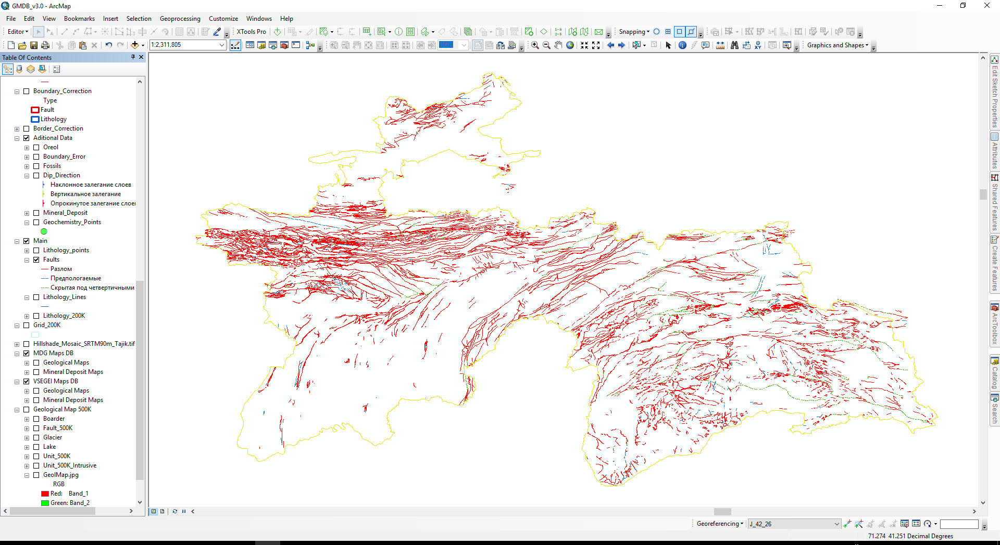 GMDB_v3.0 - ArcMap
File Edit View Bookmarks Insert Selection Geoprocessing Customize Windows Help
Editor XTools Pro Snapping
1:2,311,805 100% Graphics and Shapes
Table Of Contents
Boundary_Correction
Type
Fault
Lithology
Border_Correction
Aditional Data
Oreol
Boundary_Error
Fossils
Dip_Direction
Наклонное залегание слоев
Вертикальное залегание
Опрокинутое залегание слоев
Mineral_Deposit
Geochemistry_Points
Main
Lithology_points
Faults
Разлом
Предпологаемые
Скрытая под четвертичными
Lithology_Lines
Lithology_200K
Grid_200K
Hillshade_Mosaic_SRTM90m_Tajik.tif
MDG Maps DB
Geological Maps
Mineral Deposit Maps
VSEGEI Maps DB
Geological Maps
Mineral Deposit Maps
Geological Map 500K
Boarder
Fault_500K
Glacier
Lake
Unit_500K
Unit_500K_Intrusive
GeolMap.jpg
RGB
Red: Band_1
Green: Band_2
Edit Sketch Properties
Attributes
Shared Features
Create Features
ArcToolbox
Catalog
Search
Georeferencing J_42_26
71.274 41.251 Decimal Degrees